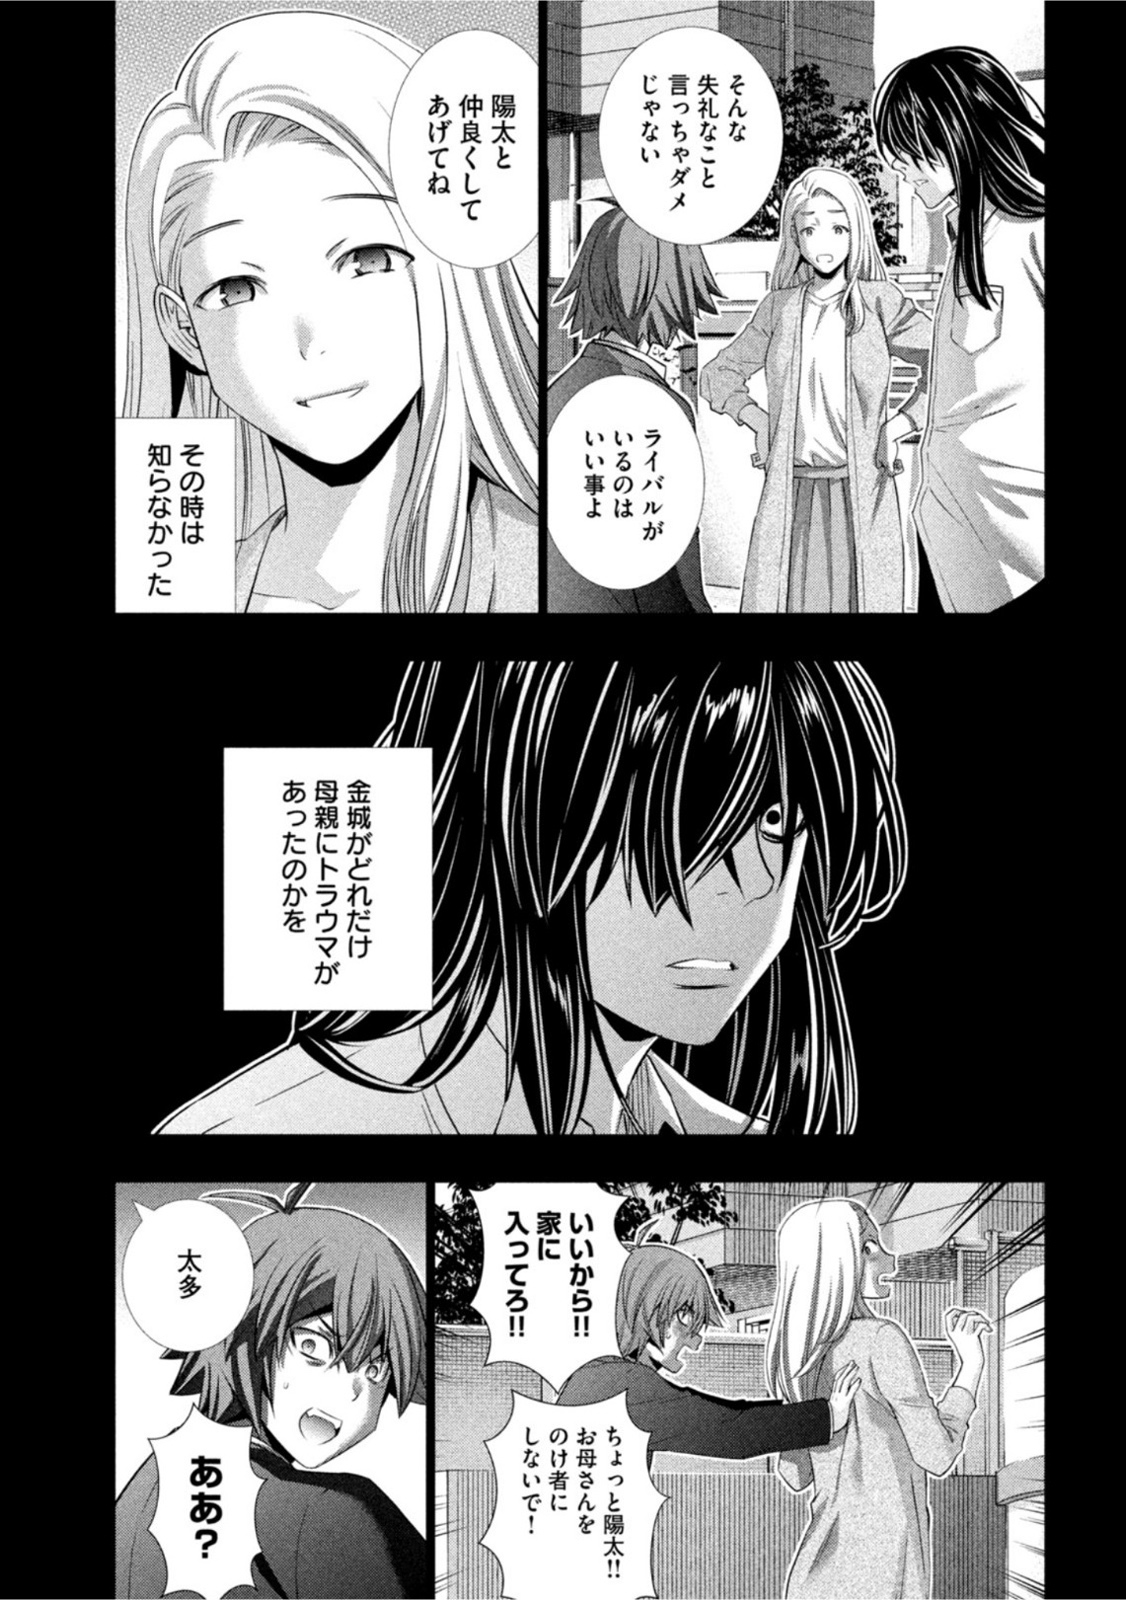 そんな
失礼なこと
言っちゃダメ
じゃない
ライバルが
いるのは
いい事よ
陽太と
仲良くして
あげてね
その時は
知らなかった
金城がどれだけ
母親にトラウマが
あったのかを
いいから!!
家に
入ってろ!!
ちょっと陽太!!
お母さんを
のけ者に
しないで!
太多
ああ?